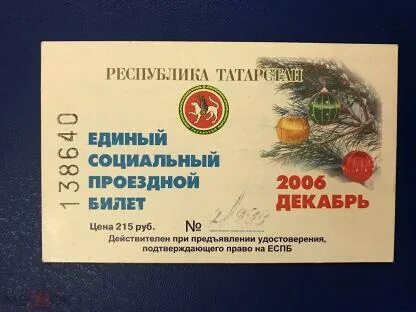 РЕСПУБЛИКА ТАТАРСТАН
138640
ЕДИНЫЙ
СОЦИАЛЬНЫЙ
ПРОЕЗДНОЙ
БИЛЕТ
2006
ДЕКАБРЬ
Цена 215 руб.
№
Действителен при предъявлении удостоверения,
подтверждающего право на ЕСПБ